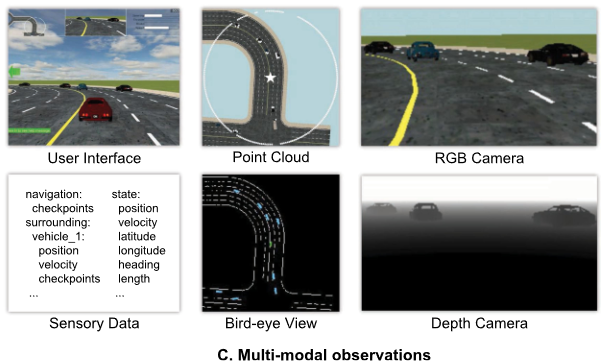 User Interface
Point Cloud
RGB Camera
navigation: state:
checkpoints position
surrounding: velocity
vehicle_1: latitude
position longitude
velocity heading
checkpoints length
... ...
Sensory Data
Bird-eye View
Depth Camera
C. Multi-modal observations